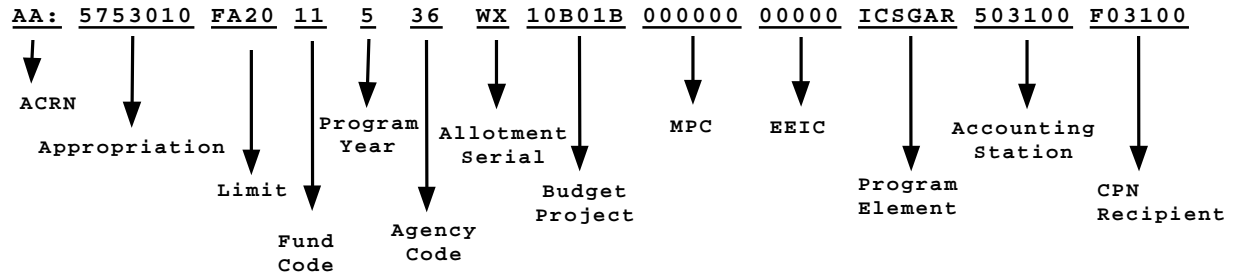 AA: 5753010 FA20 11 5 36 WX 10B01B 000000 00000 ICSGAR 503100 F03100
ACRN
Appropriation
Limit
Fund
Code
Program
Year
Agency
Code
Allotment
Serial
Budget
Project
MPC
EEIC
Program
Element
Accounting
Station
CPN
Recipient